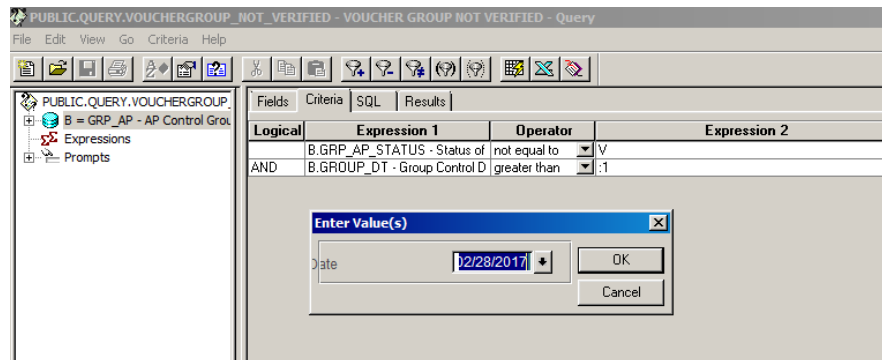 PUBLIC.QUERY.VOUCHERGROUP_NOT_VERIFIED - VOUCHER GROUP NOT VERIFIED - Query
File Edit View Go Criteria Help
PUBLIC.QUERY.VOUCHERGROUP_
B = GRP_AP - AP Control Grou
Expressions
Prompts
Fields Criteria SQL Results
Logical Expression 1 Operator Expression 2
B.GRP_AP_STATUS - Status of not equal to V
AND B.GROUP_DT - Group Control D greater than :1
Enter Value(s)
Date 02/28/2017 OK
Cancel